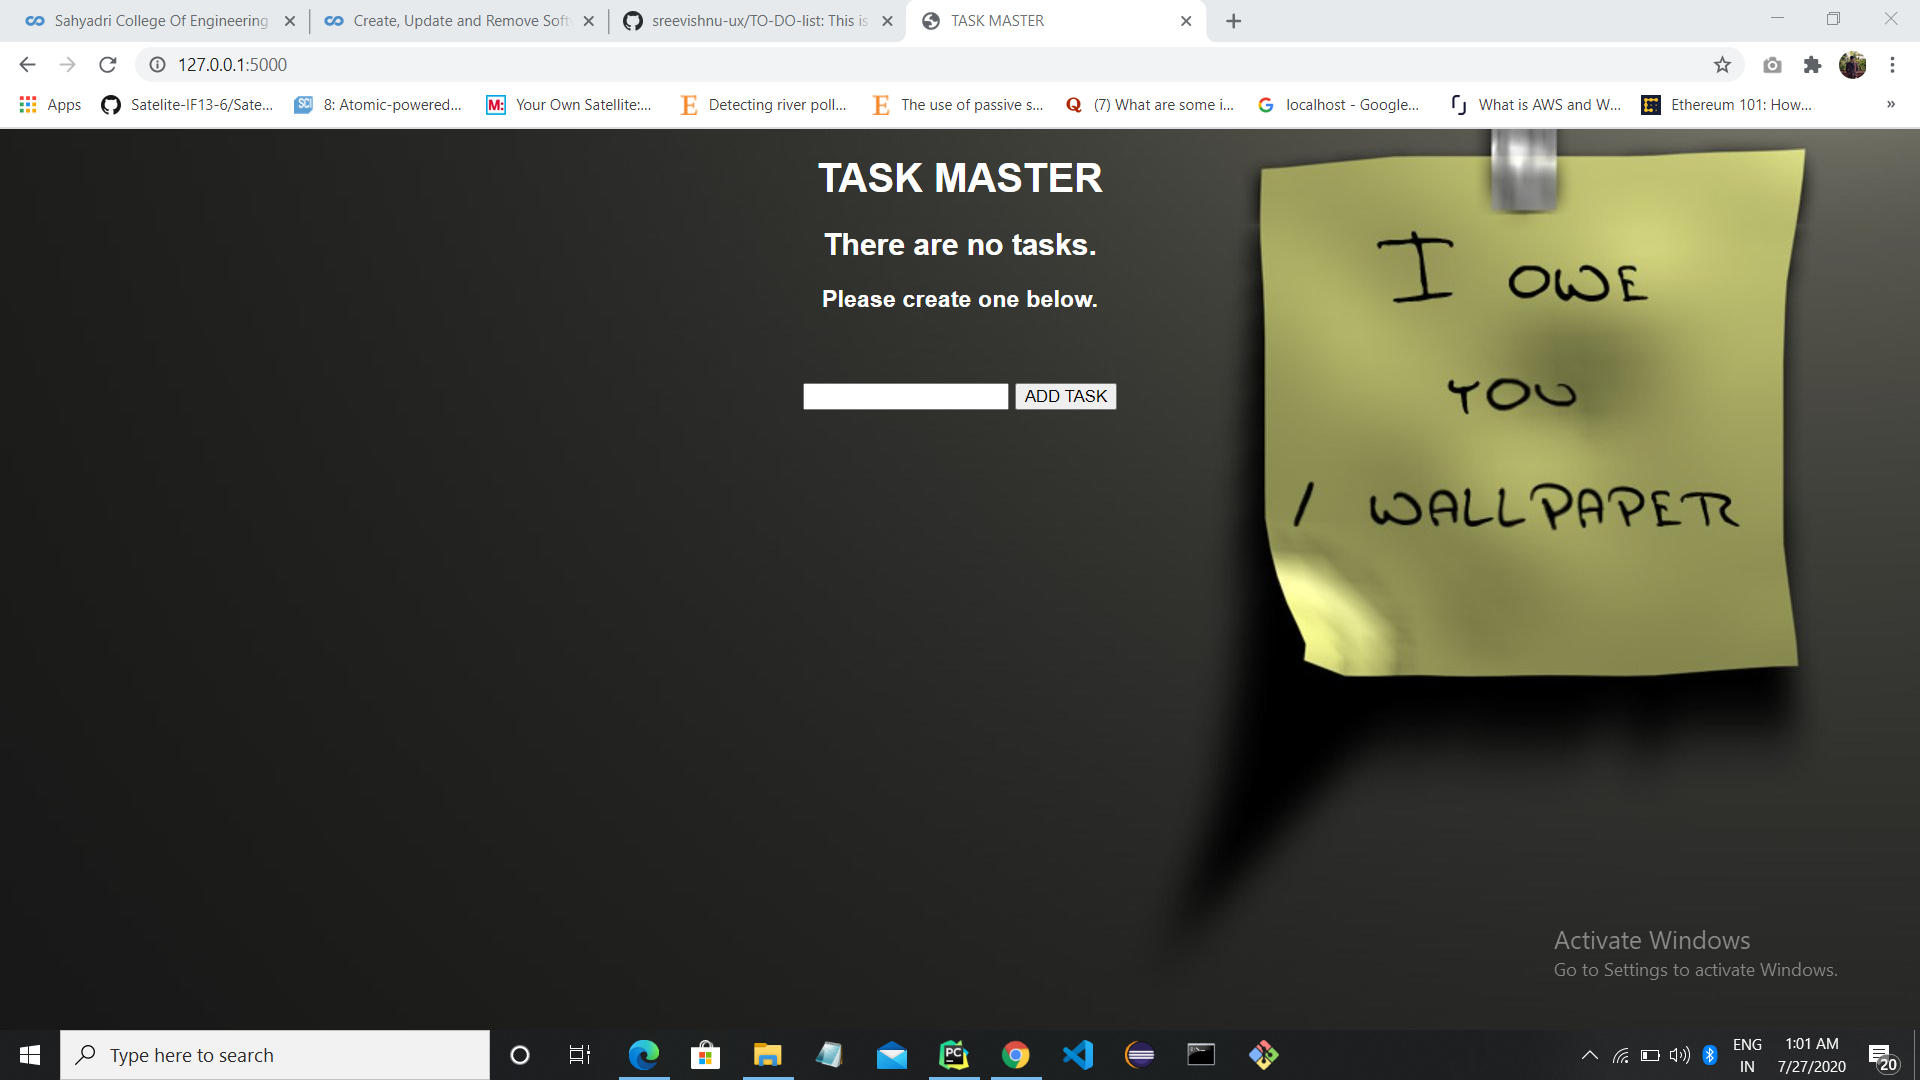 Sahyadri College Of Engineering
Create, Update and Remove Soft
sreevishnu-ux/TO-DO-list: This is
TASK MASTER
127.0.0.1:5000
Apps
Satelite-IF13-6/Sate...
SCI
8: Atomic-powered...
M:
Your Own Satellite:...
E
Detecting river poll...
E
The use of passive s...
Q
(7) What are some i...
G
localhost - Google...
What is AWS and W...
Ethereum 101: How...
»
TASK MASTER
There are no tasks.
Please create one below.
ADD TASK
I OWE
YOU
1 WALLPAPER
Activate Windows
Go to Settings to activate Windows.
Type here to search
PC
ENG
IN
1:01 AM
7/27/2020
20